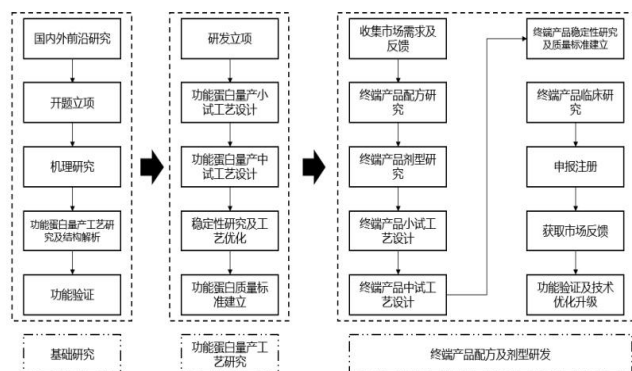 国内外前沿研究
开题立项
机理研究
功能蛋白量产工艺研
究及结构解析
功能验证
基础研究
研发立项
功能蛋白量产小
试工艺设计
功能蛋白量产中
试工艺设计
稳定性研究及工
艺优化
功能蛋白质量标
准建立
功能蛋白量产工
艺研究
收集市场需求及
反馈
终端产品配方研
究
终端产品剂型研
究
终端产品小试工
艺设计
终端产品中试工
艺设计
终端产品稳定性研究
及质量标准建立
终端产品临床研
究
申报注册
获取市场反馈
功能验证及技术
优化升级
终端产品配方及剂型研发